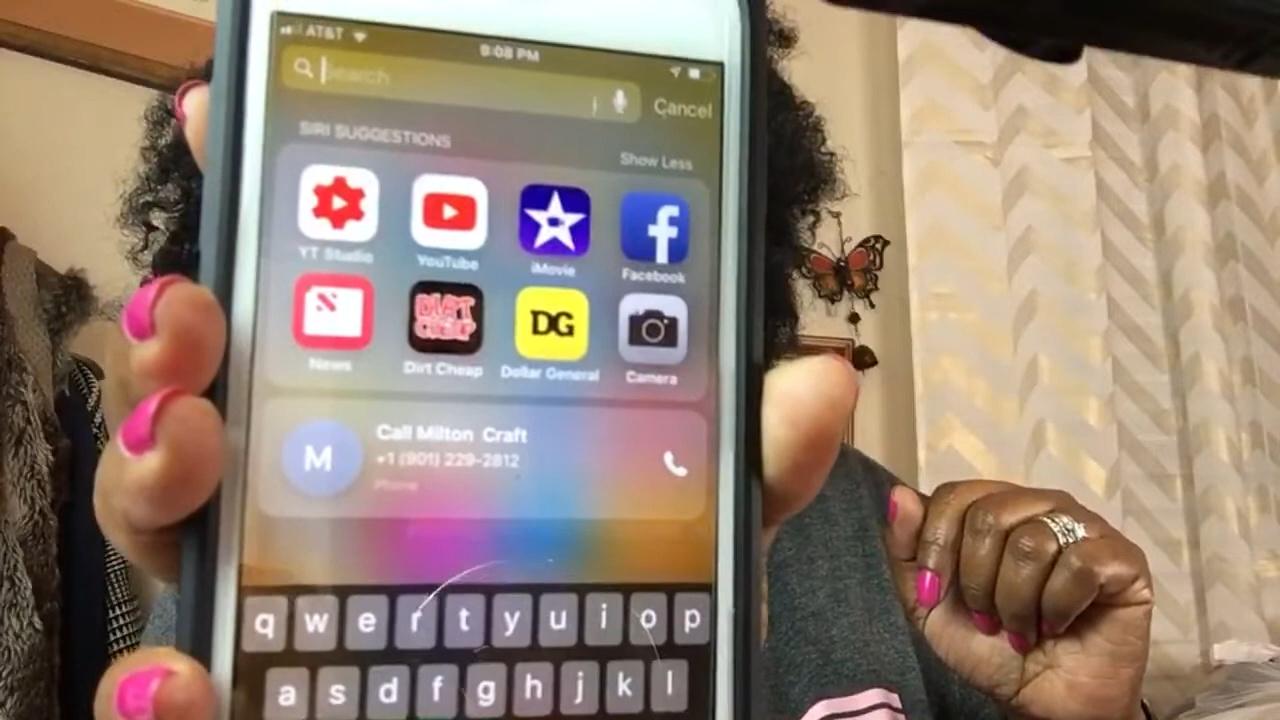 AT&T 9:08 PM
Search Cancel
SIRI SUGGESTIONS
Show Less
YT Studio YouTube iMovie Facebook
DIRT CHEAP DG
News Dirt Cheap Dollar General Camera
M Call Milton Craft
+1 (901) 229-2812
Phone
q w e r t y u i o p
a s d f g h j k l